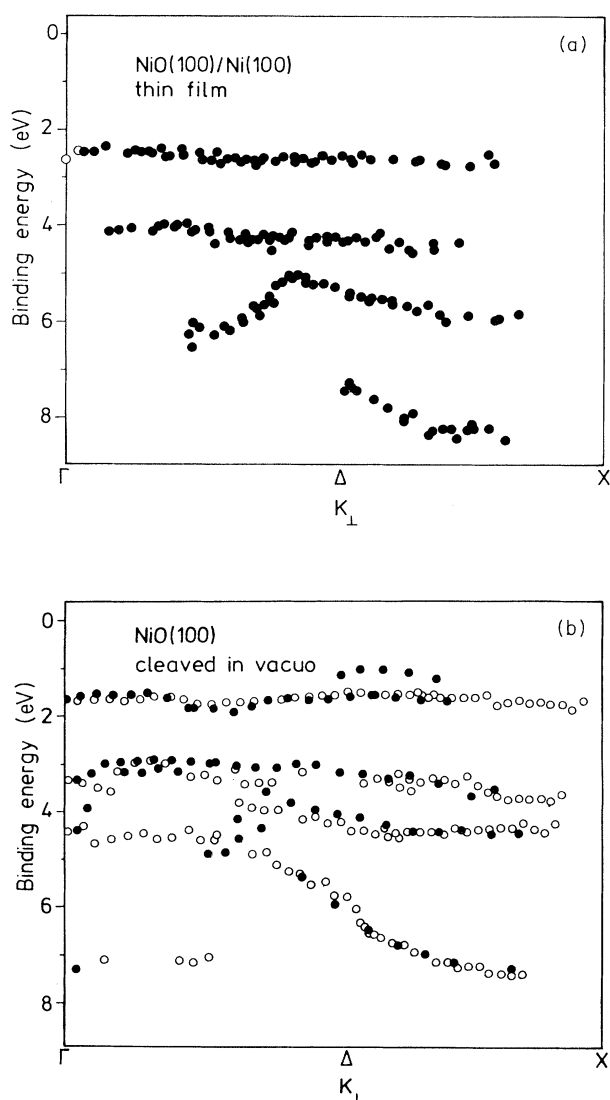 (a)
NiO(100)/Ni(100)
thin film
0
2
4
6
8
Binding energy (eV)
Γ
Δ
X
K⊥
(b)
NiO(100)
cleaved in vacuo
0
2
4
6
8
Binding energy (eV)
Γ
Δ
X
K⊥